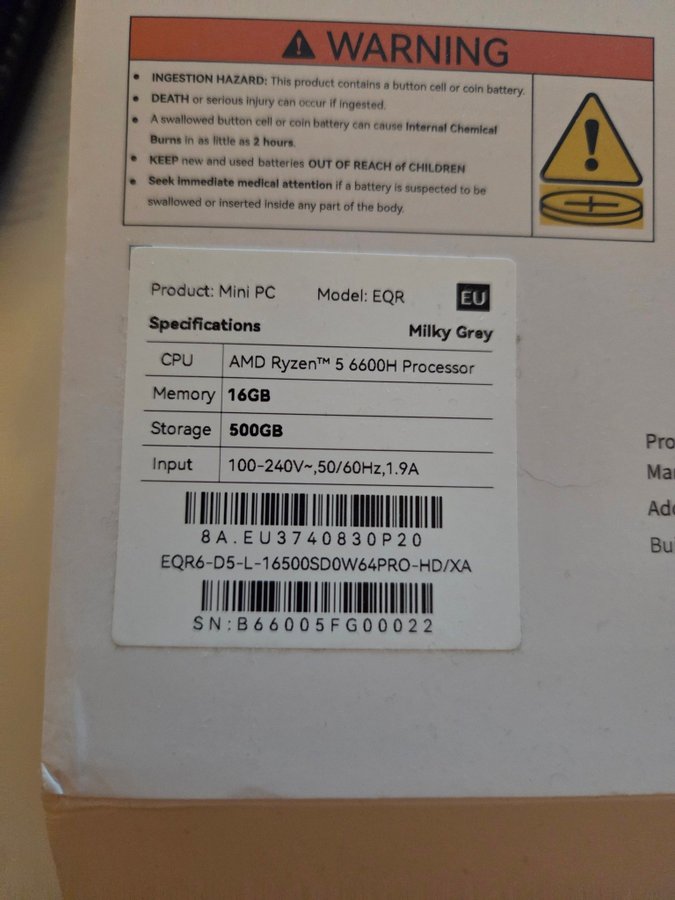 WARNING
INGESTION HAZARD: This product contains a button cell or coin battery.
DEATH or serious injury can occur if ingested.
A swallowed button cell or coin battery can cause Internal Chemical
Burns in as little as 2 hours.
KEEP new and used batteries OUT OF REACH of CHILDREN
Seek immediate medical attention if a battery is suspected to be
swallowed or inserted inside any part of the body.
Product: Mini PC Model: EQR EU
Specifications Milky Grey
CPU AMD Ryzen™ 5 6600H Processor
Memory 16GB
Storage 500GB
Input 100-240V~,50/60Hz,1.9A
8A.EU3740830P20
EQR6-D5-L-16500SD0W64PRO-HD/XA
SN:B66005FG00022